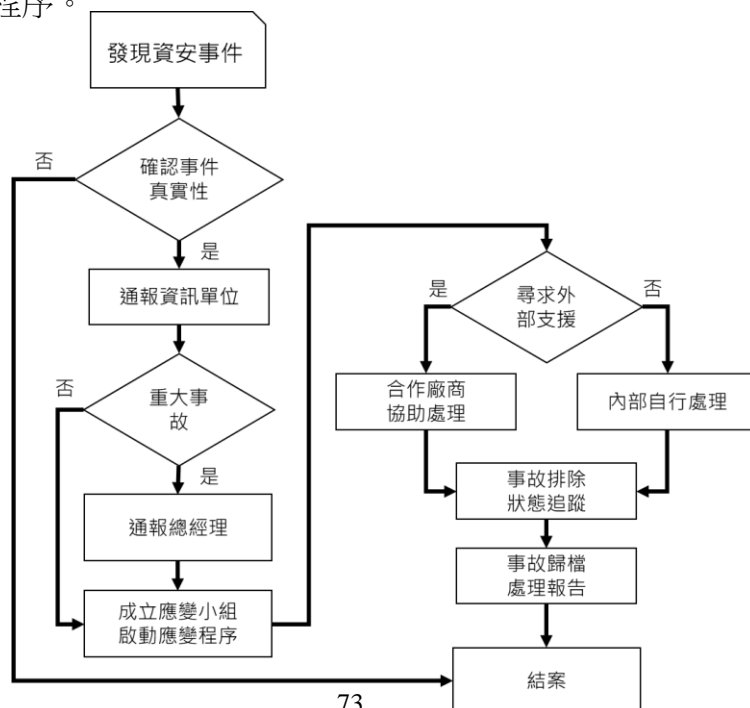 程序。
發現資安事件
否
確認事件
真實性
是
通報資訊單位
否
重大事
故
是
通報總經理
成立應變小組
啟動應變程序
尋求外
部支援
是
否
合作廠商
協助處理
內部自行處理
事故排除
狀態追蹤
事故歸檔
處理報告
結案
73